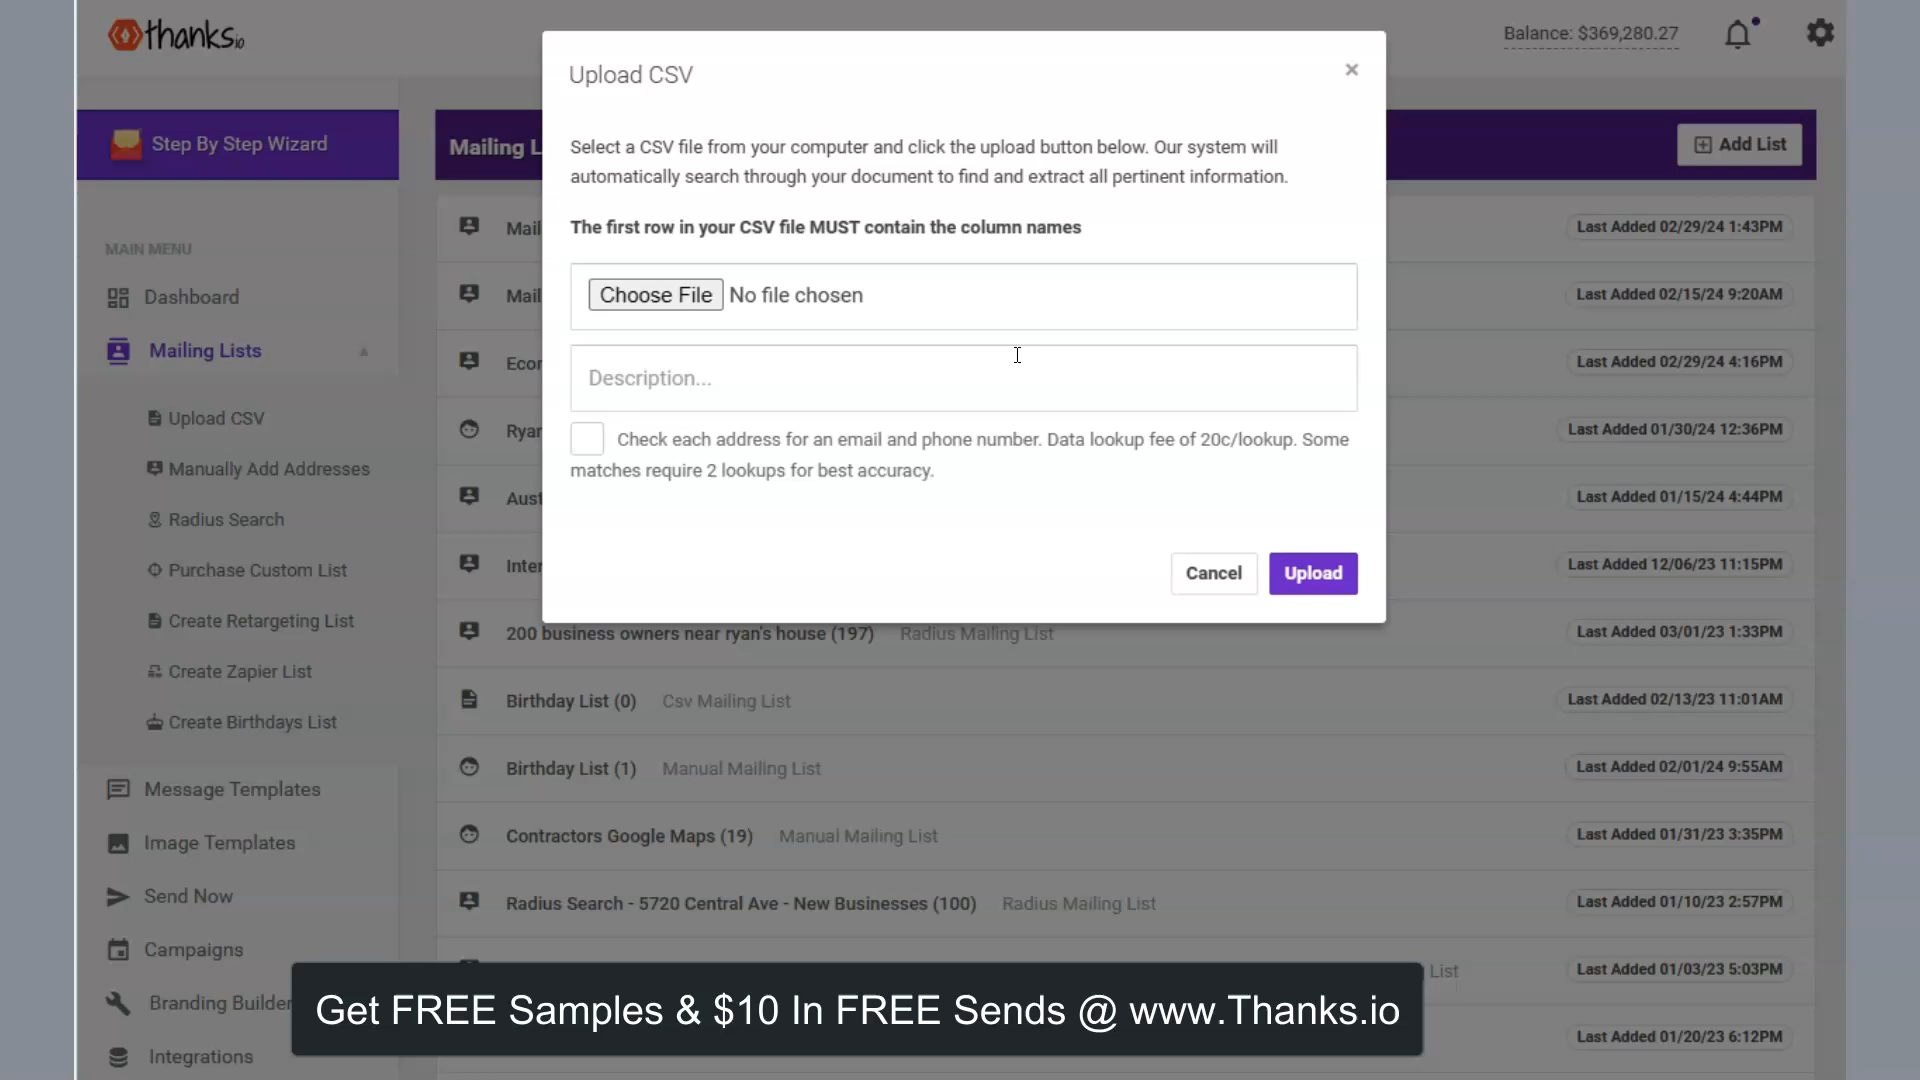 thanks.io
Balance: $369,280.27
Step By Step Wizard
MAIN MENU
Dashboard
Mailing Lists
Upload CSV
Manually Add Addresses
Radius Search
Purchase Custom List
Create Retargeting List
Create Zapier List
Create Birthdays List
Message Templates
Image Templates
Send Now
Campaigns
Branding Builder
Integrations
Mailing L
Add List
Upload CSV
×
Select a CSV file from your computer and click the upload button below. Our system will
automatically search through your document to find and extract all pertinent information.
The first row in your CSV file MUST contain the column names
Choose File No file chosen
Description...
Check each address for an email and phone number. Data lookup fee of 20c/lookup. Some
matches require 2 lookups for best accuracy.
Cancel
Upload
Mail
Last Added 02/29/24 1:43PM
Mail
Last Added 02/15/24 9:20AM
Econ
Last Added 02/29/24 4:16PM
Ryan
Last Added 01/30/24 12:36PM
Aust
Last Added 01/15/24 4:44PM
Inter
Last Added 12/06/23 11:15PM
200 business owners near ryan's house (197) Radius Mailing List
Last Added 03/01/23 1:33PM
Birthday List (0) Csv Mailing List
Last Added 02/13/23 11:01AM
Birthday List (1) Manual Mailing List
Last Added 02/01/24 9:55AM
Contractors Google Maps (19) Manual Mailing List
Last Added 01/31/23 3:35PM
Radius Search - 5720 Central Ave - New Businesses (100) Radius Mailing List
Last Added 01/10/23 2:57PM
List
Last Added 01/03/23 5:03PM
Last Added 01/20/23 6:12PM
Get FREE Samples & $10 In FREE Sends @ www.Thanks.io